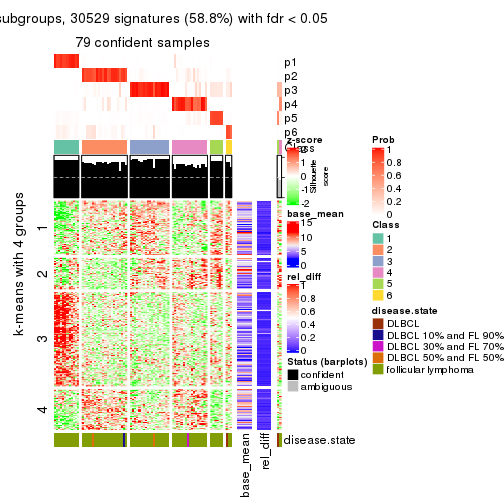 subgroups, 30529 signatures (58.8%) with fdr < 0.05
79 confident samples
p1
p2
p3
p4
p5
p6
Class
Silhouette
score
k-means with 4 groups
1
2
3
4
base_mean
rel_diff
disease.state
z-score
0
-1
-2
base_mean
15
10
5
0
rel_diff
1
0.8
0.6
0.4
0.2
0
Status (barplots)
confident
ambiguous
Prob
1
0.8
0.6
0.4
0.2
0
Class
1
2
3
4
5
6
disease.state
DLBCL
DLBCL 10% and FL 90%
DLBCL 30% and FL 70%
DLBCL 50% and FL 50%
follicular lymphoma